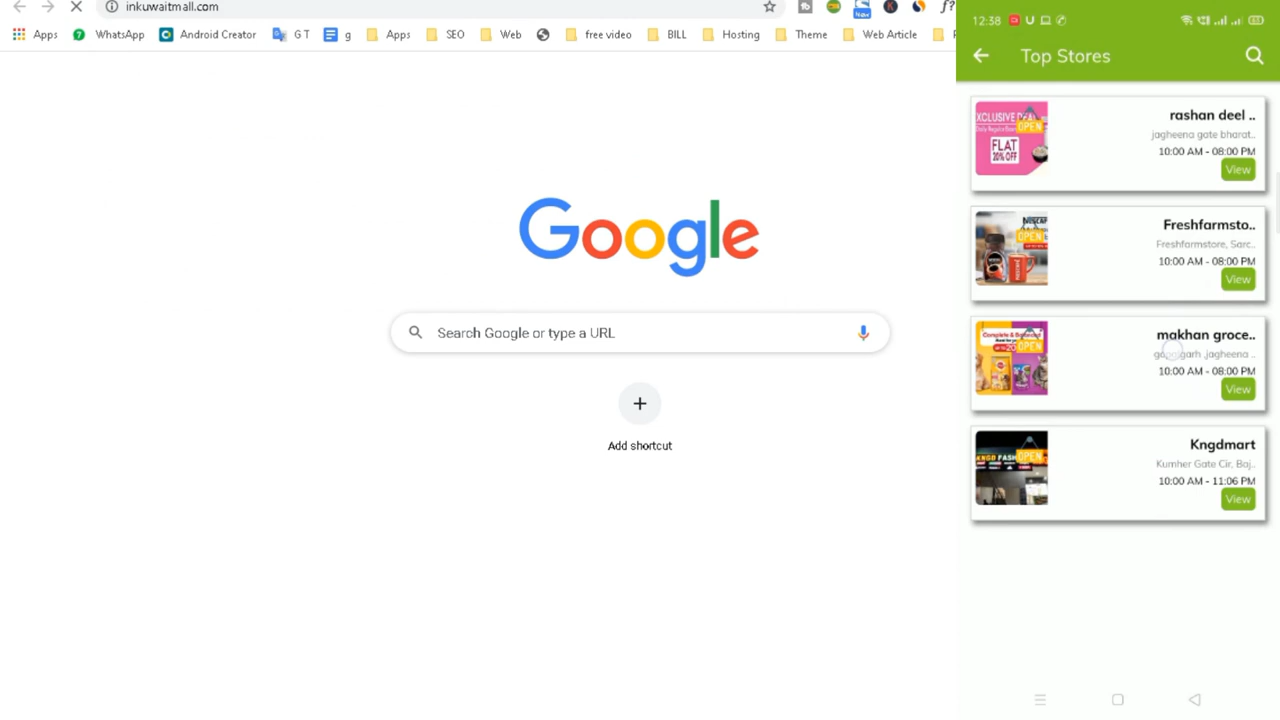 inkuwaitmall.com
Apps WhatsApp Android Creator G T g Apps SEO Web free video BILL Hosting Theme Web Article
Google
Search Google or type a URL
Add shortcut
12:38
Top Stores
XCLUSIVE DEAL
FLAT
20% OFF
OPEN
rashan deel ..
jagheena gate bharat..
10:00 AM - 08:00 PM
View
OPEN
Freshfarmsto..
Freshfarmstore, Sarc..
10:00 AM - 08:00 PM
View
OPEN
makhan groce..
10:00 AM - 08:00 PM
View
OPEN
Kngdmart
Kumher Gate Cir, Baj..
10:00 AM - 11:06 PM
View